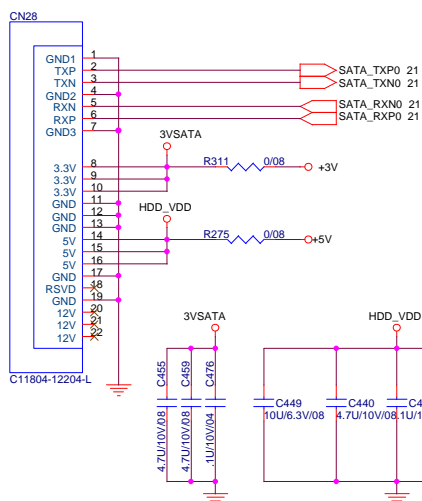 CN28
GND1 1
TXP 2 SATA_TXP0 21
TXN 3 SATA_TXN0 21
GND2 4
RXN 5 SATA_RXN0 21
RXP 6 SATA_RXP0 21
GND3 7
3VSATA
3.3V 8 R311 0/08 +3V
3.3V 9
3.3V 10
GND 11 HDD_VDD
GND 12
GND 13
5V 14 R275 0/08 +5V
5V 15
5V 16
GND 17
RSVD 18
GND 19
12V 20
12V 21
12V 22
C11804-12204-L
3VSATA
HDD_VDD
C455
4.7U/10V/08
C459
4.7U/10V/08
C476
.1U/10V/04
C449
10U/6.3V/08
C440
4.7U/10V/08
C4
.1U/1